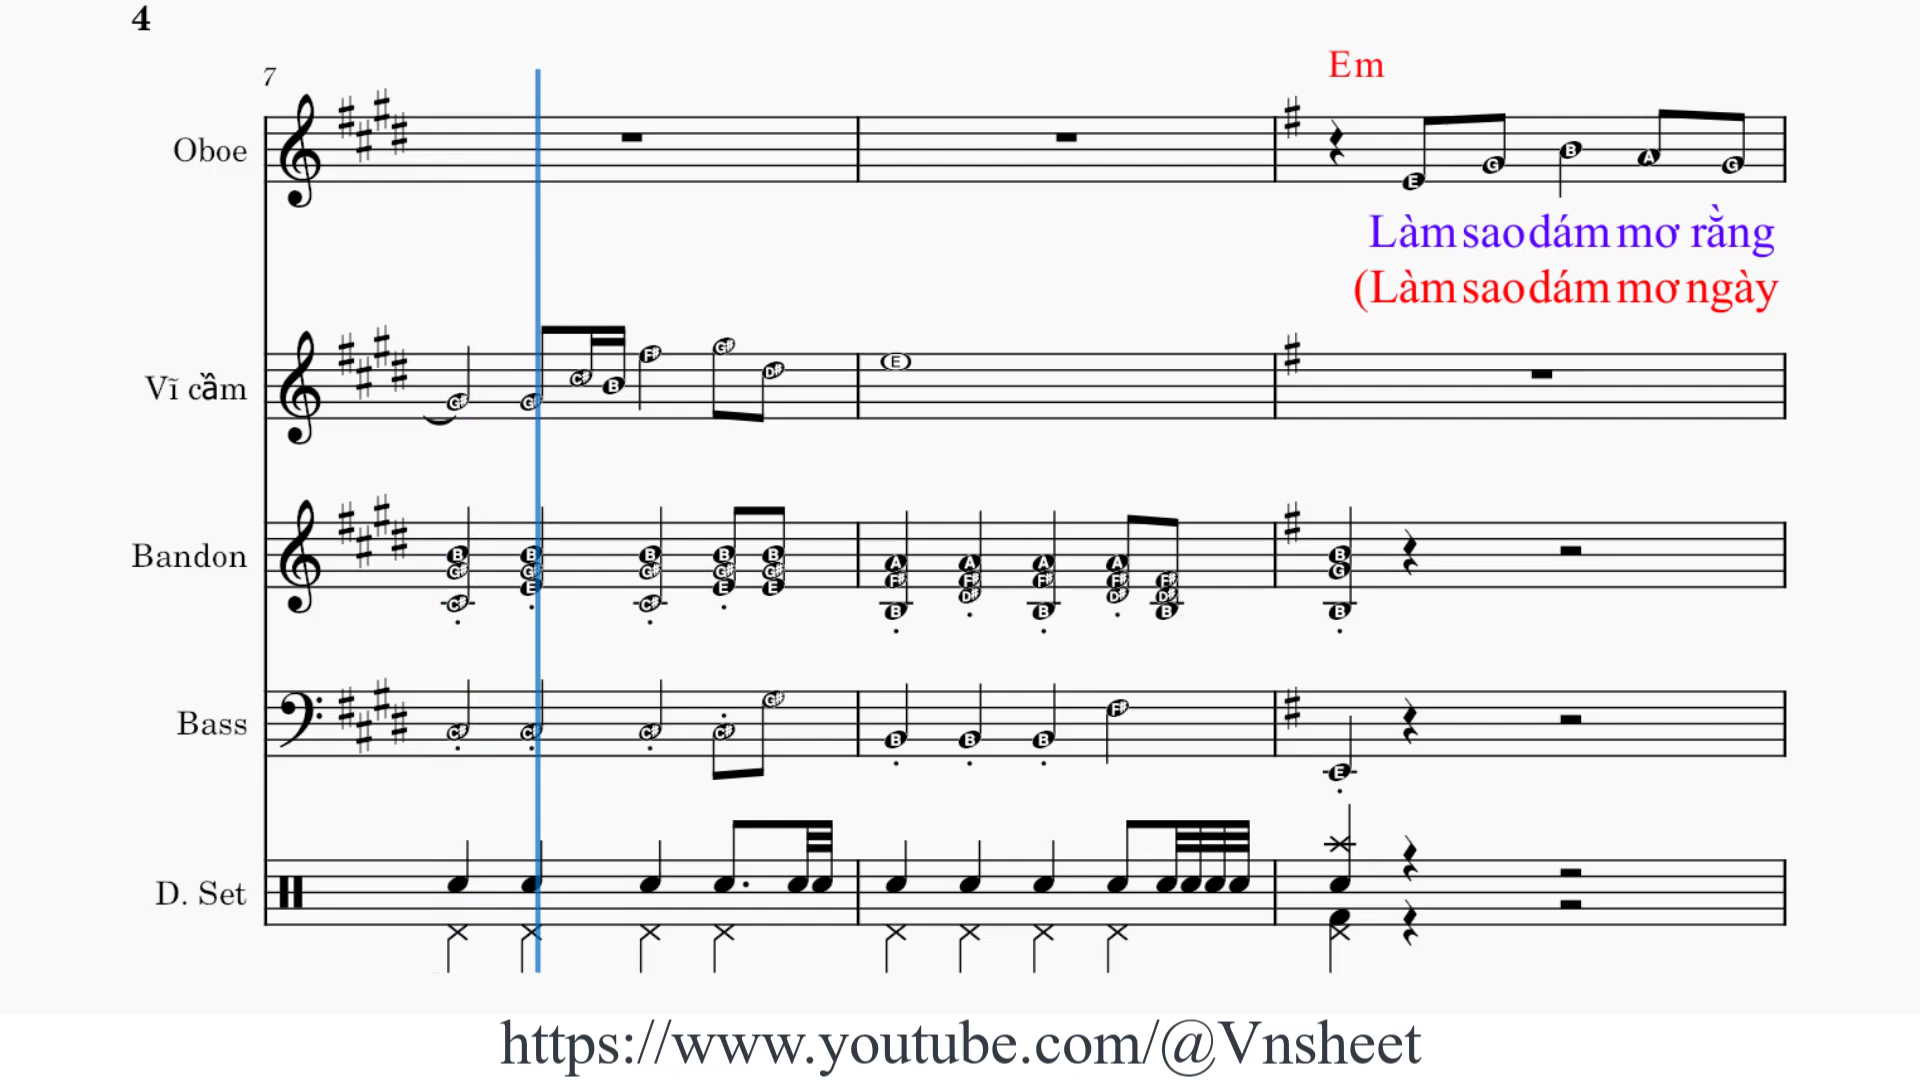 4
7
Em
Oboe
E G B A G
Làm sao dám mơ rằng
(Làm sao dám mơ ngày
Vĩ cầm
G# G# C# B F# G# D# E
Bandon
B B B B B A A A A B
G# G# G# G# G# F# F# F# F# F# G
C# E C# E E B D# B D# D# B B
Bass
C# C# C# C# G# B B B F# E
D. Set
https://www.youtube.com/@Vnsheet